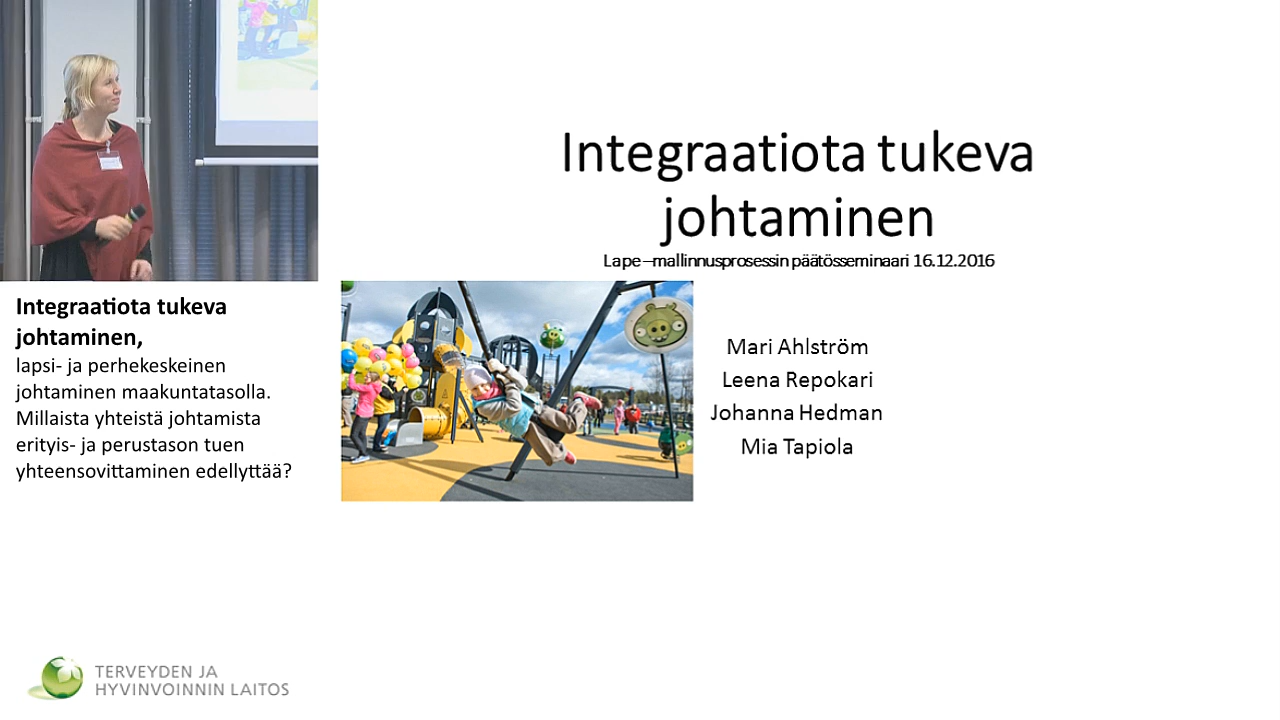 Integraatiota tukeva
johtaminen
Lape –mallinnusprosessin päätösseminaari 16.12.2016
Mari Ahlström
Leena Repokari
Johanna Hedman
Mia Tapiola
Integraatiota tukeva
johtaminen,
lapsi- ja perhekeskeinen
johtaminen maakuntatasolla.
Millaista yhteistä johtamista
erityis- ja perustason tuen
yhteensovittaminen edellyttää?
TERVEYDEN JA
HYVINVOINNIN LAITOS